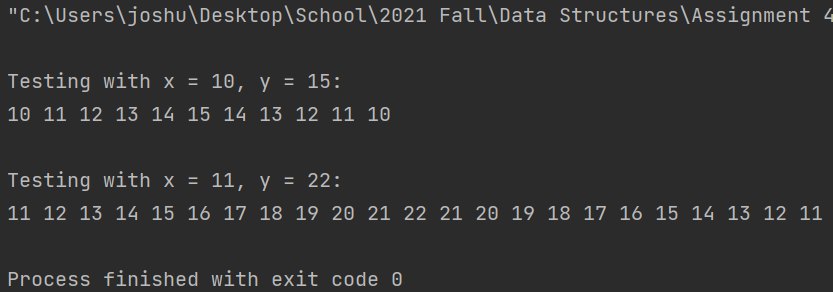 "C:\Users\joshu\Desktop\School\2021 Fall\Data Structures\Assignment 4
Testing with x = 10, y = 15:
10 11 12 13 14 15 14 13 12 11 10
Testing with x = 11, y = 22:
11 12 13 14 15 16 17 18 19 20 21 22 21 20 19 18 17 16 15 14 13 12 11
Process finished with exit code 0